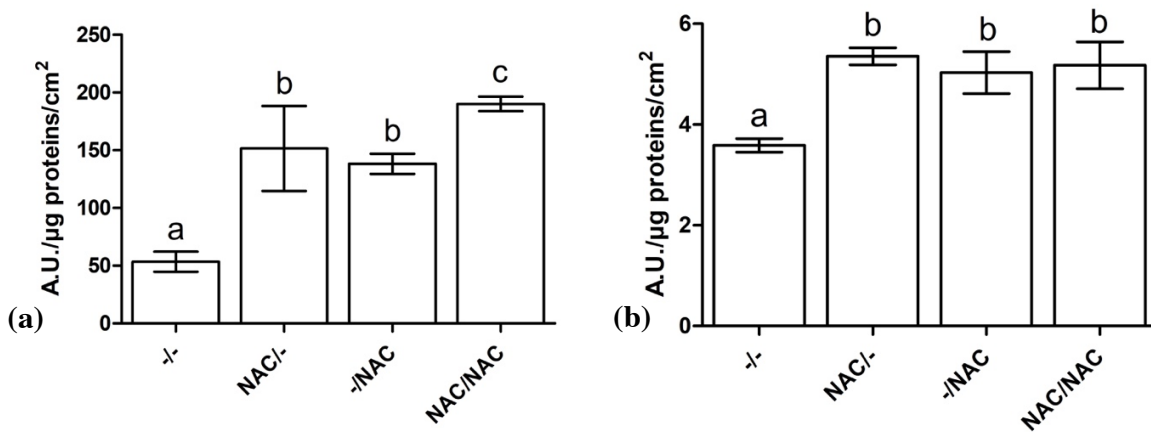 A.U./µg proteins/cm²
250
200
150
100
50
0
a
b
b
c
-/-
NAC/-
-/NAC
NAC/NAC
(a)
A.U./µg proteins/cm²
6
4
2
0
a
b
b
b
-/-
NAC/-
-/NAC
NAC/NAC
(b)